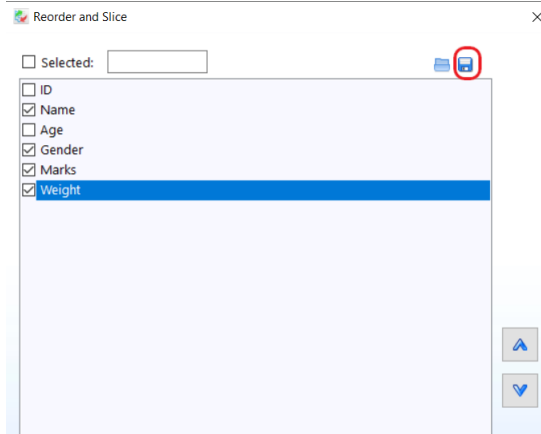 Reorder and Slice
Selected:
ID
Name
Age
Gender
Marks
Weight